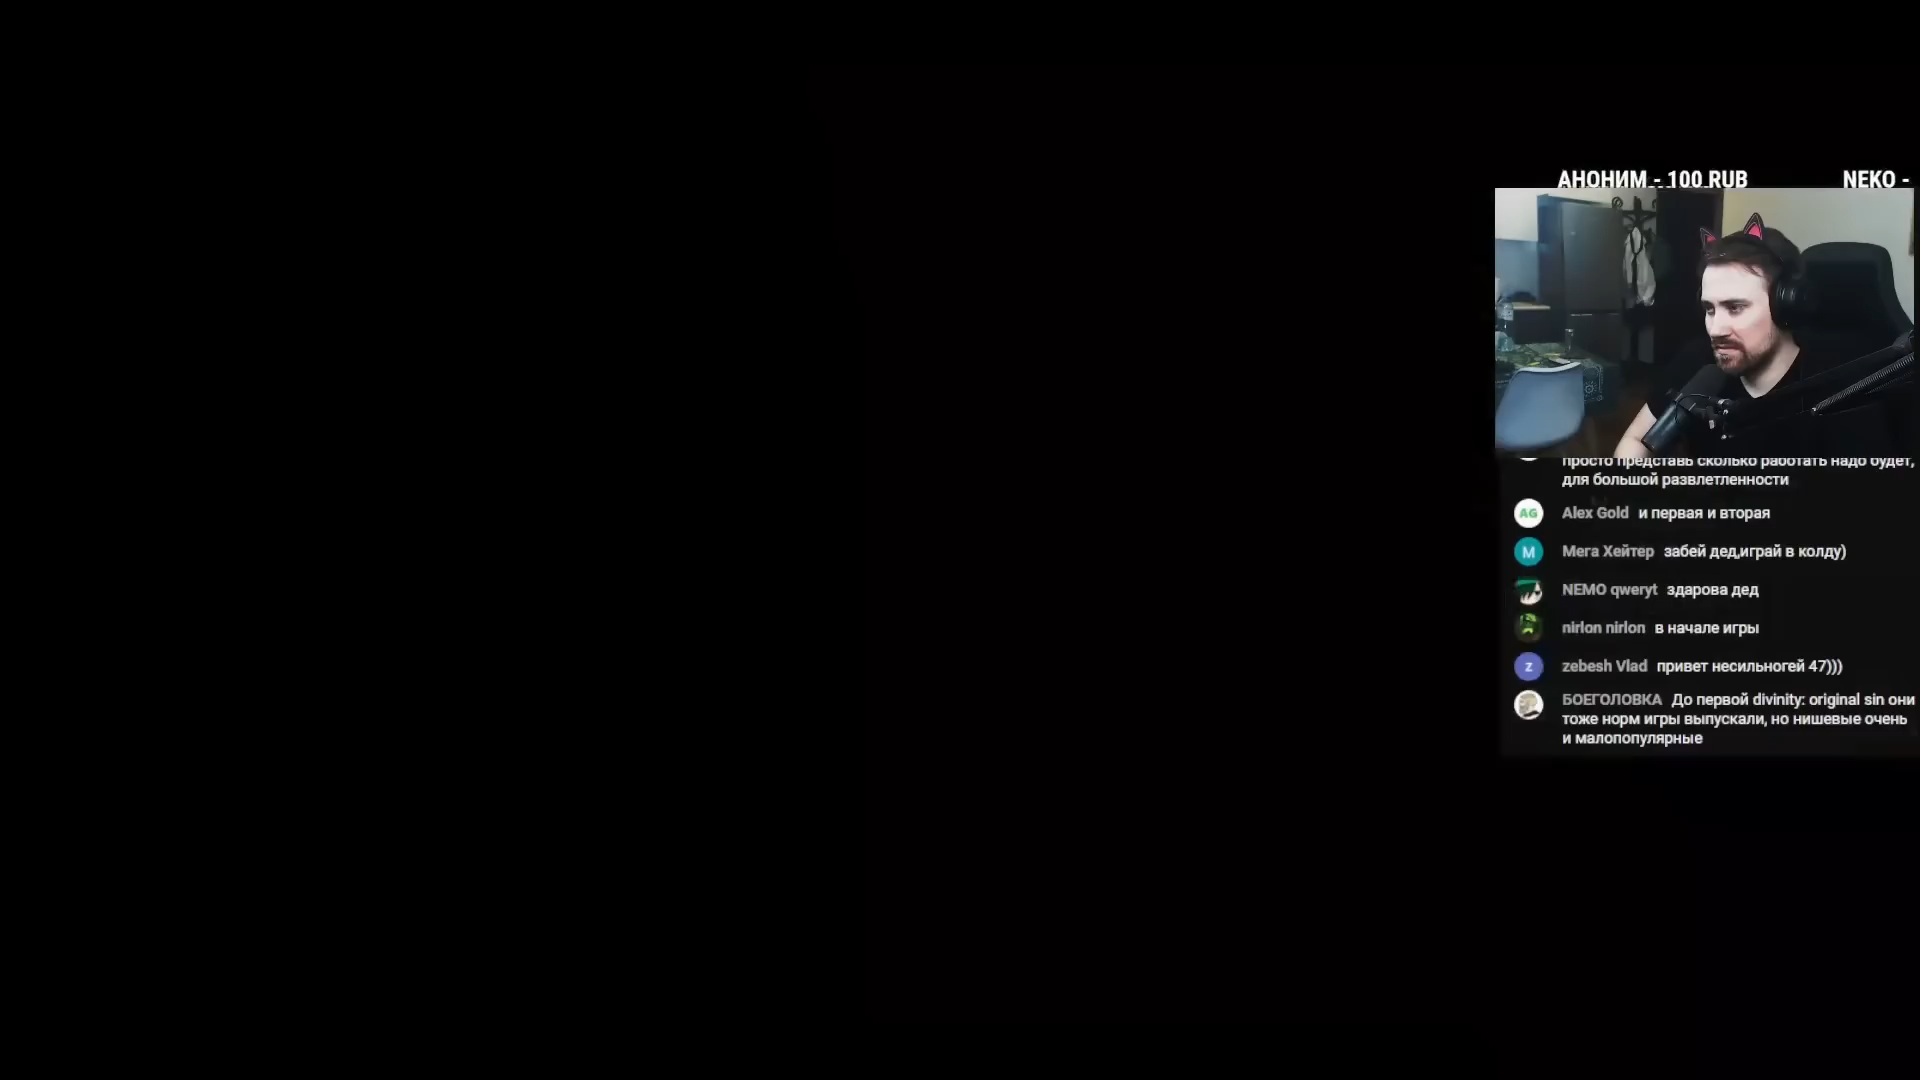 АНОНИМ - 100 RUB
NEKO -
просто представь сколько работать надо будет,
для большой развлетленности
AG
Alex Gold и первая и вторая
M
Мега Хейтер забей дед,играй в колду)
NEMO qweryt здарова дед
nirlon nirlon в начале игры
z
zebesh Vlad привет несильногей 47)))
БОЕГОЛОВКА До первой divinity: original sin они
тоже норм игры выпускали, но нишевые очень
и малопопулярные